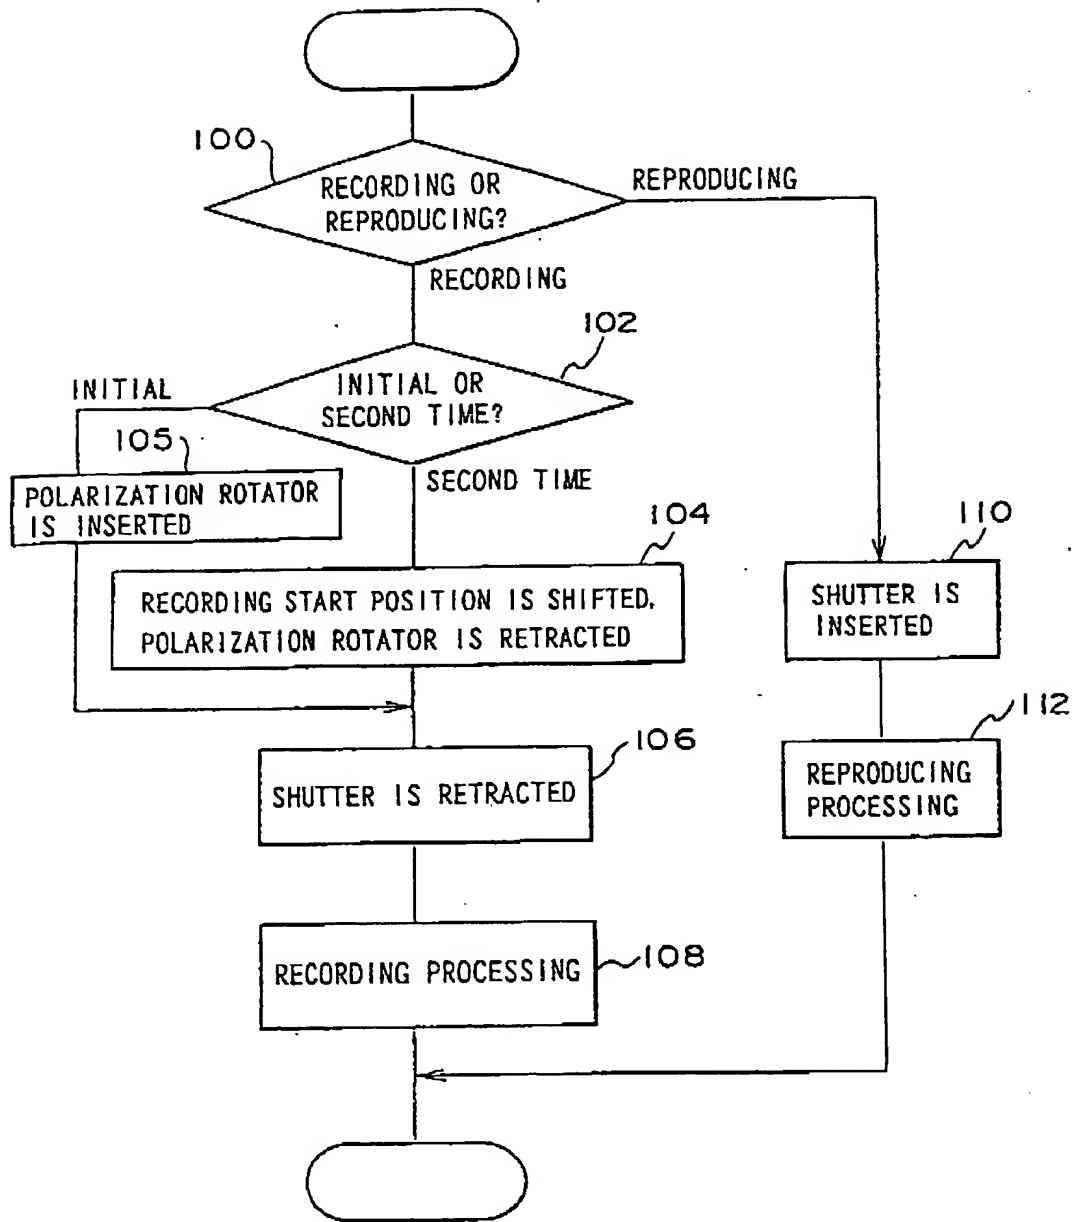 100
RECORDING OR
REPRODUCING?
REPRODUCING
RECORDING
102
INITIAL
INITIAL OR
SECOND TIME?
105
SECOND TIME
POLARIZATION ROTATOR
IS INSERTED
104
110
RECORDING START POSITION IS SHIFTED,
POLARIZATION ROTATOR IS RETRACTED
SHUTTER IS
INSERTED
106
112
SHUTTER IS RETRACTED
REPRODUCING
PROCESSING
RECORDING PROCESSING
108